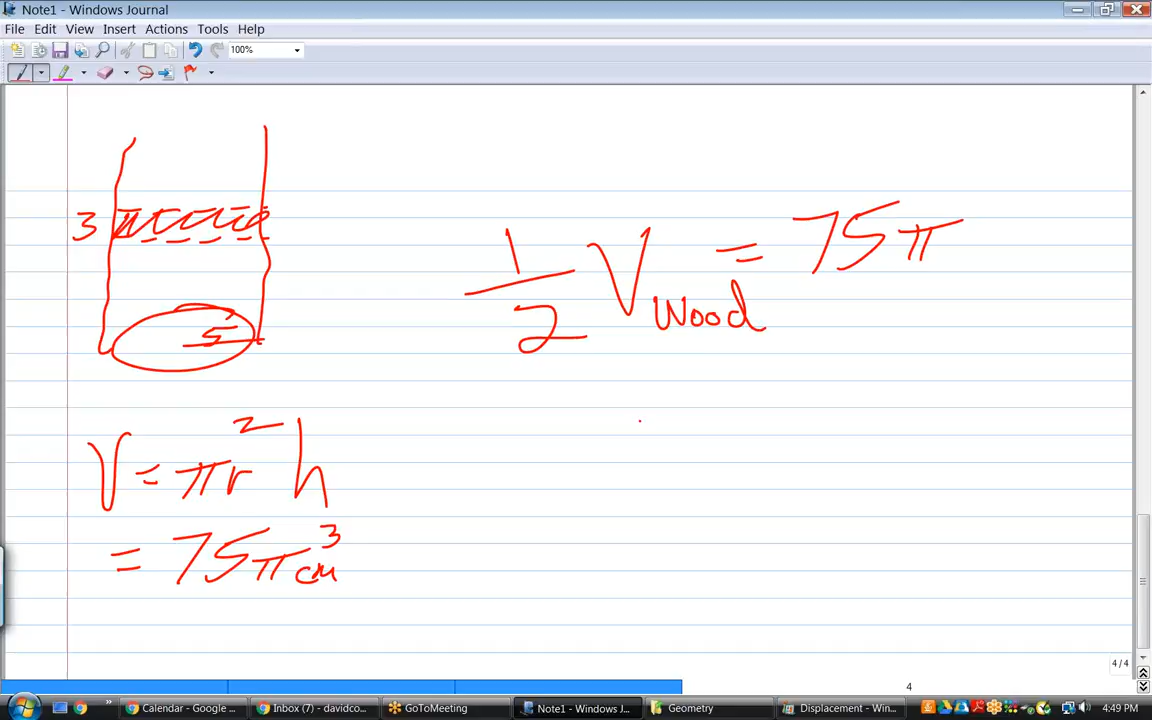 Note1 - Windows Journal
File Edit View Insert Actions Tools Help
100%
3
5
1/2 V Wood = 75π
V = πr² h
= 75π cm³
4/4
4
Calendar - Google ...
Inbox (7) - davidco...
GoToMeeting
Note1 - Windows Jo...
Geometry
Displacement - Win...
4:49 PM